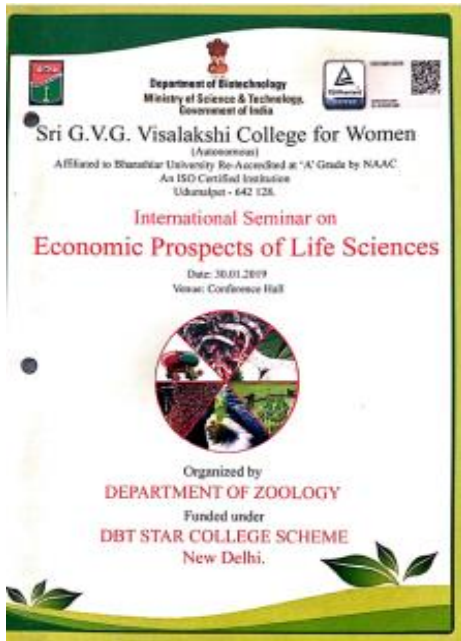 Department of Biotechnology
Ministry of Science & Technology,
Government of India
Sri G.V.G. Visalakshi College for Women
(Autonomous)
Affiliated to Bharathiar University Re-Accredited at 'A' Grade by NAAC
An ISO Certified Institution
Udumalpet - 642 128.
International Seminar on
Economic Prospects of Life Sciences
Date: 30.01.2019
Venue: Conference Hall
Organized by
DEPARTMENT OF ZOOLOGY
Funded under
DBT STAR COLLEGE SCHEME
New Delhi.